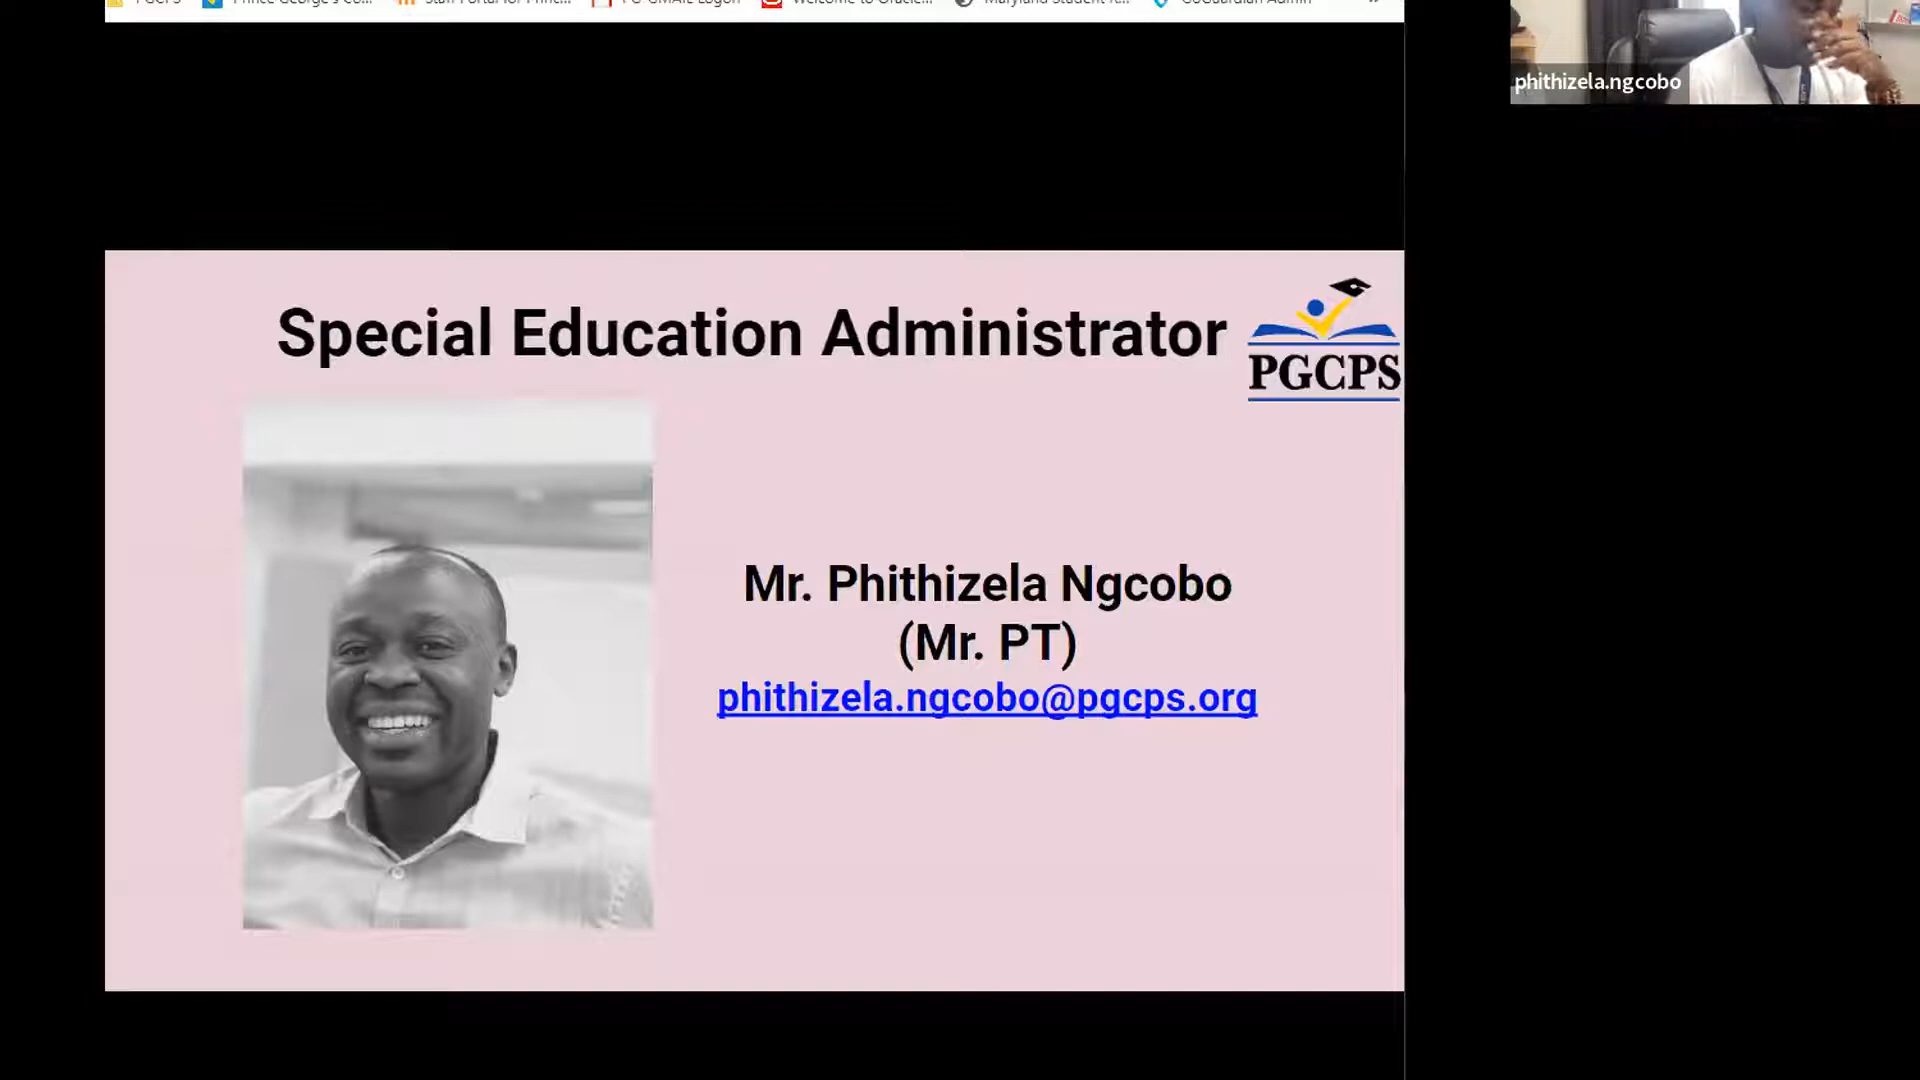 phithizela.ngcobo
Special Education Administrator
PGCPS
Mr. Phithizela Ngcobo
(Mr. PT)
phithizela.ngcobo@pgcps.org